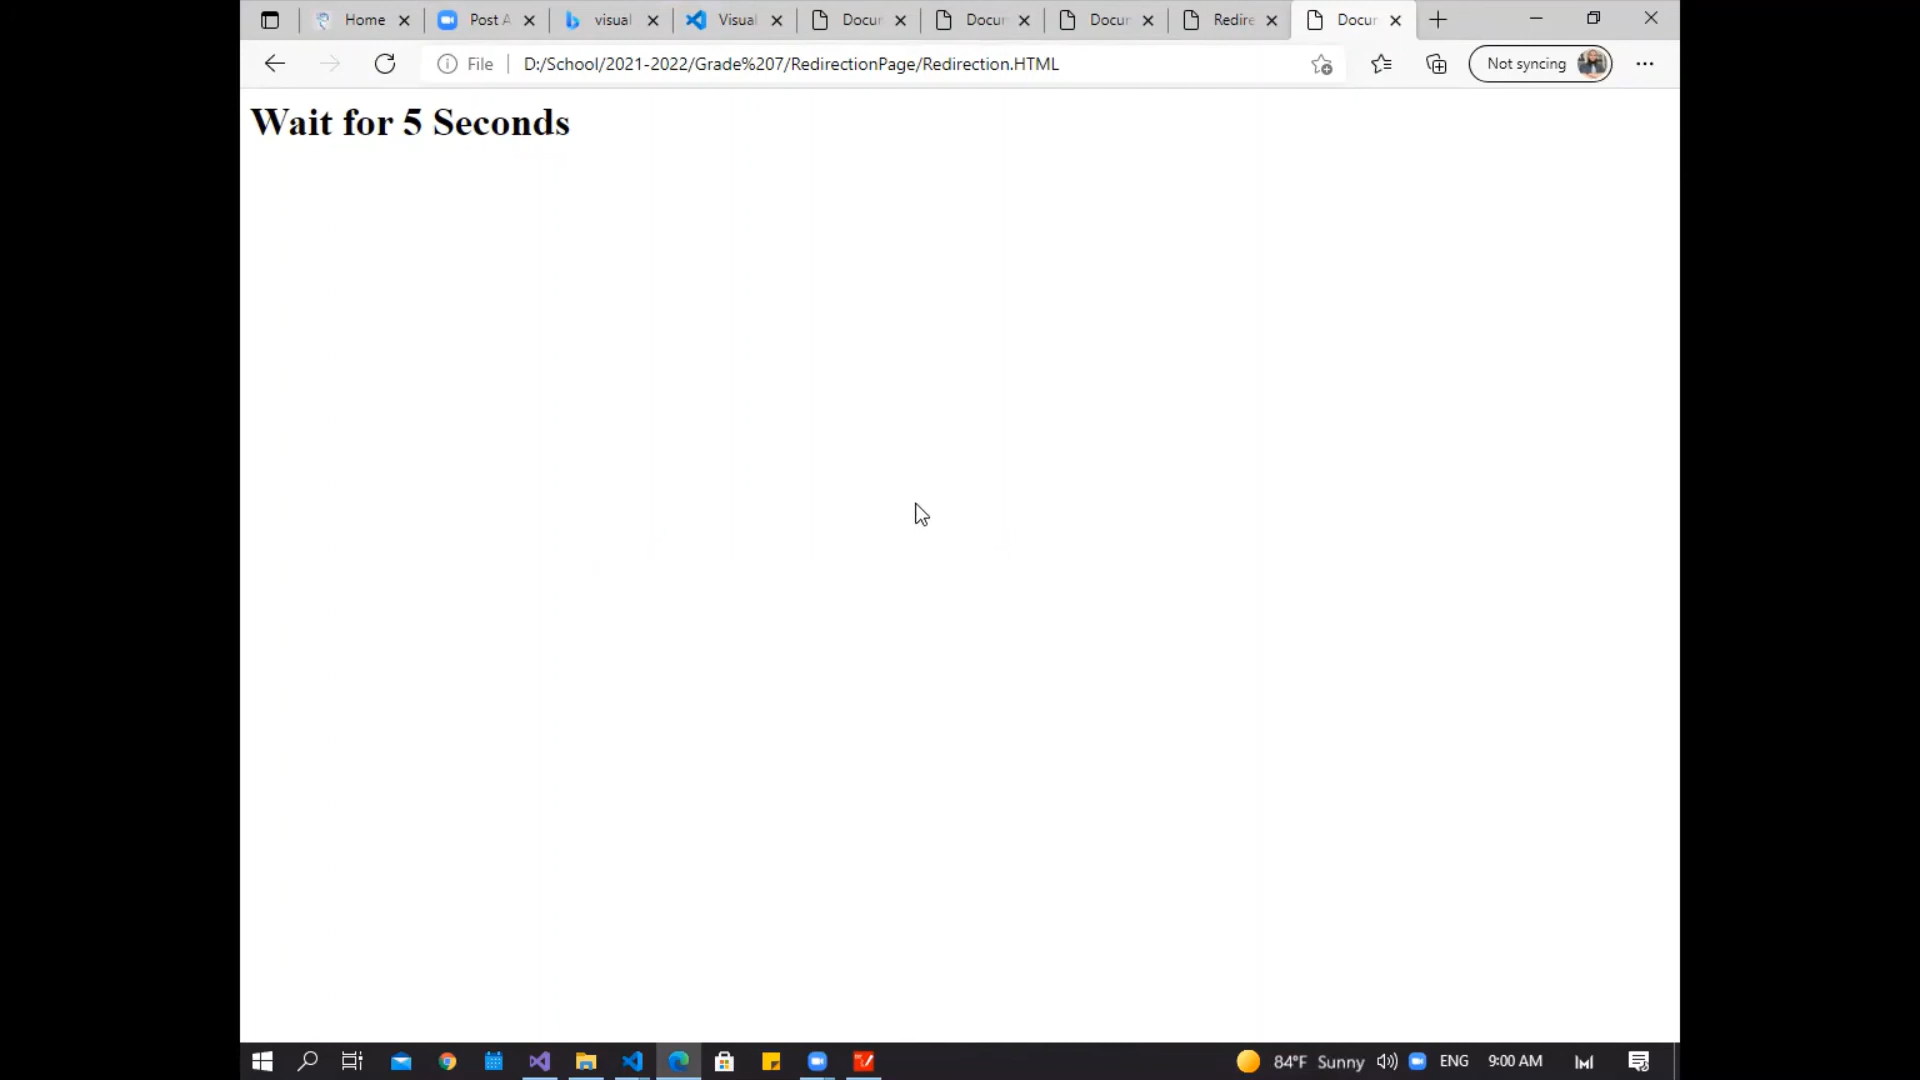 Home
Post A
visual
Visual
Docur
Docur
Docur
Redire
Docur
File
D:/School/2021-2022/Grade%207/RedirectionPage/Redirection.HTML
Not syncing
Wait for 5 Seconds
84°F Sunny
ENG
9:00 AM